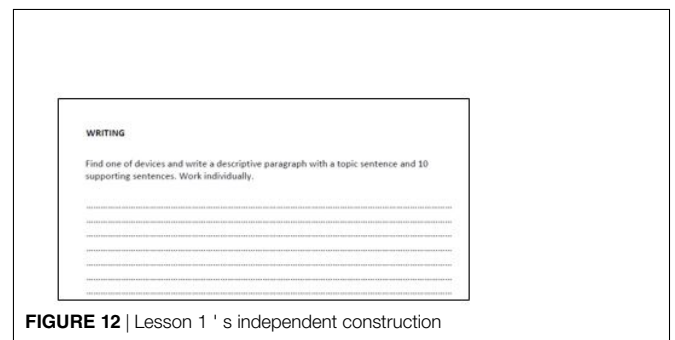 WRITING
Find one of devices and write a descriptive paragraph with a topic sentence and 10
supporting sentences. Work individually.
FIGURE 12 | Lesson 1 ' s independent construction